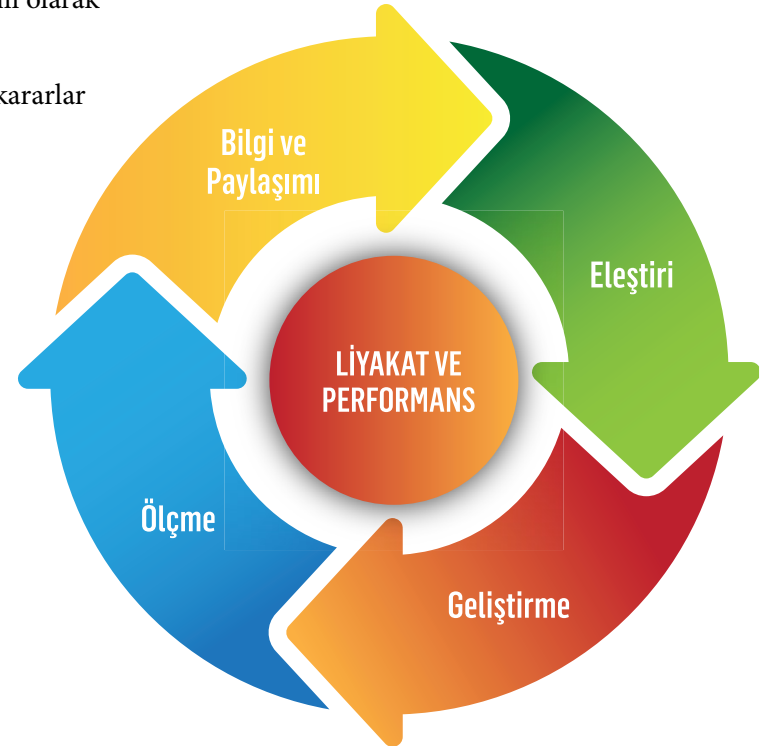 olarak
kararlar
Bilgi ve
Paylaşımı
Eleştiri
LİYAKAT VE
PERFORMANS
Geliştirme
Ölçme